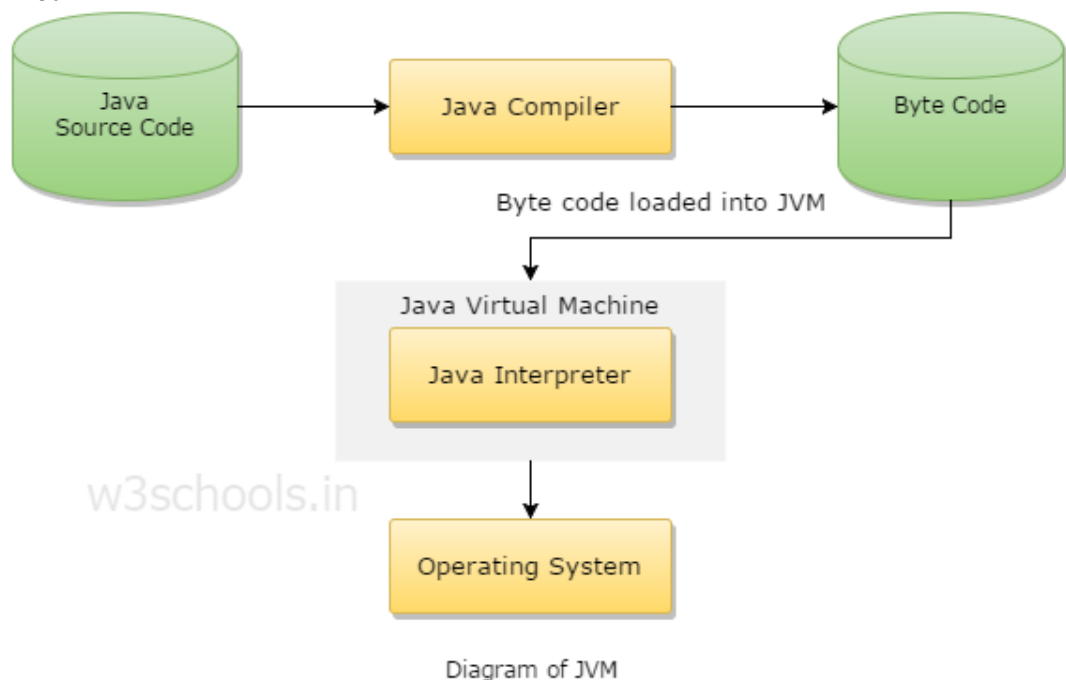 Java
Source Code
Java Compiler
Byte Code
Byte code loaded into JVM
Java Virtual Machine
Java Interpreter
w3schools.in
Operating System
Diagram of JVM